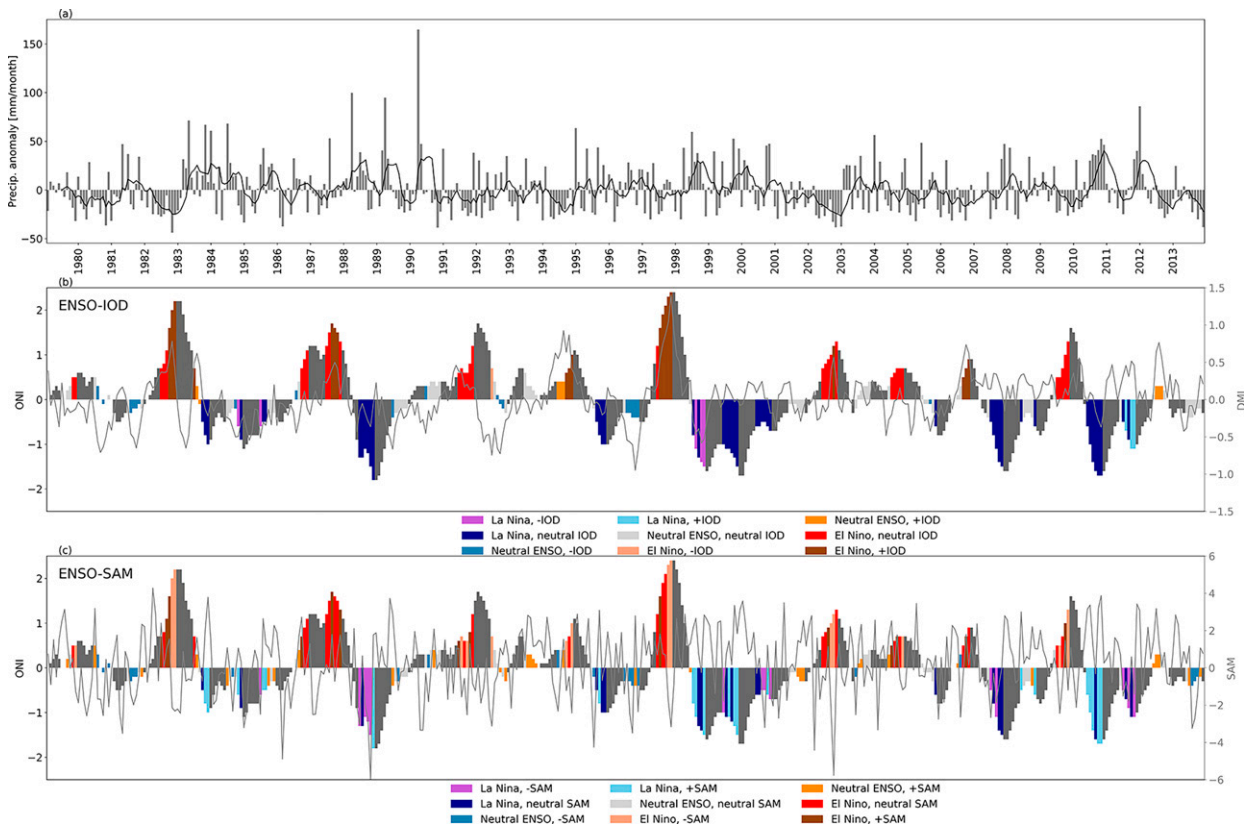 (a)
Precip. anomaly [mm/month]
150
100
50
0
−50
1980 1981 1982 1983 1984 1985 1986 1987 1988 1989 1990 1991 1992 1993 1994 1995 1996 1997 1998 1999 2000 2001 2002 2003 2004 2005 2006 2007 2008 2009 2010 2011 2012 2013
(b)
ENSO-IOD
ONI
2
1
0
−1
−2
1.5
1.0
0.5
0.0
−0.5
−1.0
−1.5
DMI
La Nina, -IOD La Nina, +IOD Neutral ENSO, +IOD
La Nina, neutral IOD Neutral ENSO, neutral IOD El Nino, neutral IOD
Neutral ENSO, -IOD El Nino, -IOD El Nino, +IOD
(c)
ENSO-SAM
ONI
2
1
0
−1
−2
6
4
2
0
−2
−4
−6
SAM
La Nina, -SAM La Nina, +SAM Neutral ENSO, +SAM
La Nina, neutral SAM Neutral ENSO, neutral SAM El Nino, neutral SAM
Neutral ENSO, -SAM El Nino, -SAM El Nino, +SAM